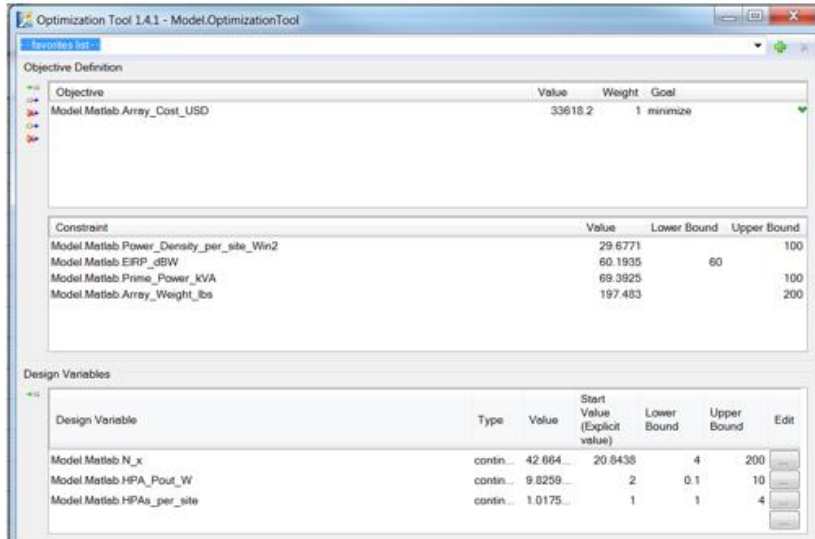 Optimization Tool 1.4.1 - Model.OptimizationTool
-- favorites list --
Objective Definition
Objective Value Weight Goal
Model.Matlab.Array_Cost_USD 33618.2 1 minimize
Constraint Value Lower Bound Upper Bound
Model.Matlab.Power_Density_per_site_Win2 29.6771 100
Model.Matlab.EIRP_dBW 60.1935 60
Model.Matlab.Prime_Power_kVA 69.3925 100
Model.Matlab.Array_Weight_lbs 197.483 200
Design Variables
Start
Design Variable Type Value Value Lower Upper Edit
(Explicit Bound Bound
value)
Model.Matlab.N_x contin... 42.664... 20.8438 4 200 ...
Model.Matlab.HPA_Pout_W contin... 9.8259... 2 0.1 10 ...
Model.Matlab.HPAs_per_site contin... 1.0175... 1 1 4 ...
...